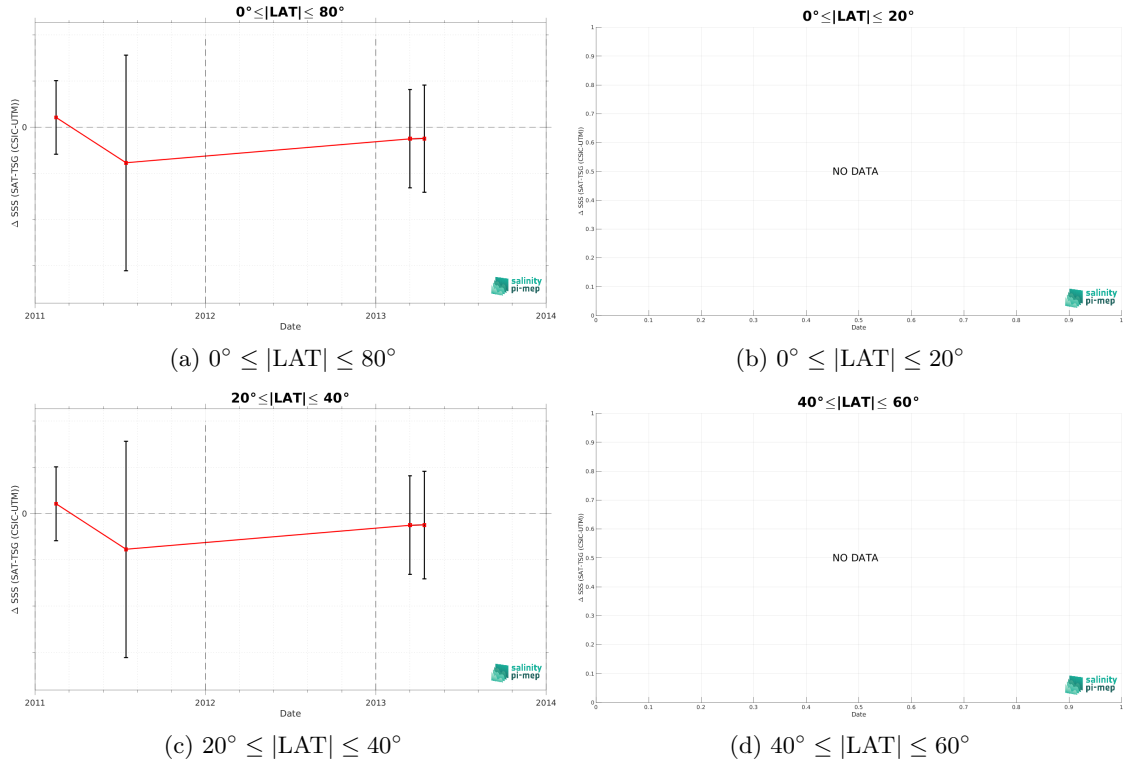 0°≤|LAT|≤ 80°
Δ SSS (SAT-TSG (CSIC-UTM))
0
salinity
pi-mep
2011 2012 2013 2014
Date
(a) 0° ≤ |LAT| ≤ 80°
0°≤|LAT|≤ 20°
Δ SSS (SAT-TSG (CSIC-UTM))
1
0.9
0.8
0.7
0.6
0.5
0.4
0.3
0.2
0.1
0
NO DATA
salinity
pi-mep
0 0.1 0.2 0.3 0.4 0.5 0.6 0.7 0.8 0.9 1
Date
(b) 0° ≤ |LAT| ≤ 20°
20°≤|LAT|≤ 40°
Δ SSS (SAT-TSG (CSIC-UTM))
0
salinity
pi-mep
2011 2012 2013 2014
Date
(c) 20° ≤ |LAT| ≤ 40°
40°≤|LAT|≤ 60°
Δ SSS (SAT-TSG (CSIC-UTM))
1
0.9
0.8
0.7
0.6
0.5
0.4
0.3
0.2
0.1
0
NO DATA
salinity
pi-mep
0 0.1 0.2 0.3 0.4 0.5 0.6 0.7 0.8 0.9 1
Date
(d) 40° ≤ |LAT| ≤ 60°